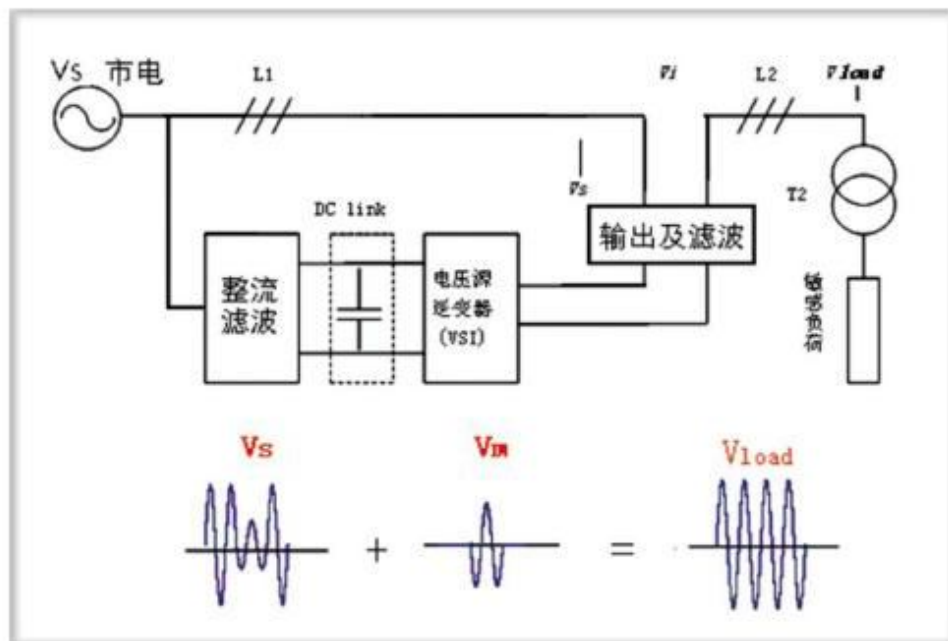 Vs 市电
L1
Vi
L2
Vload
Vs
T2
DC link
输出及滤波
整流
滤波
电压源
逆变器
(VSI)
敏感负荷
Vs
+
=
Vload